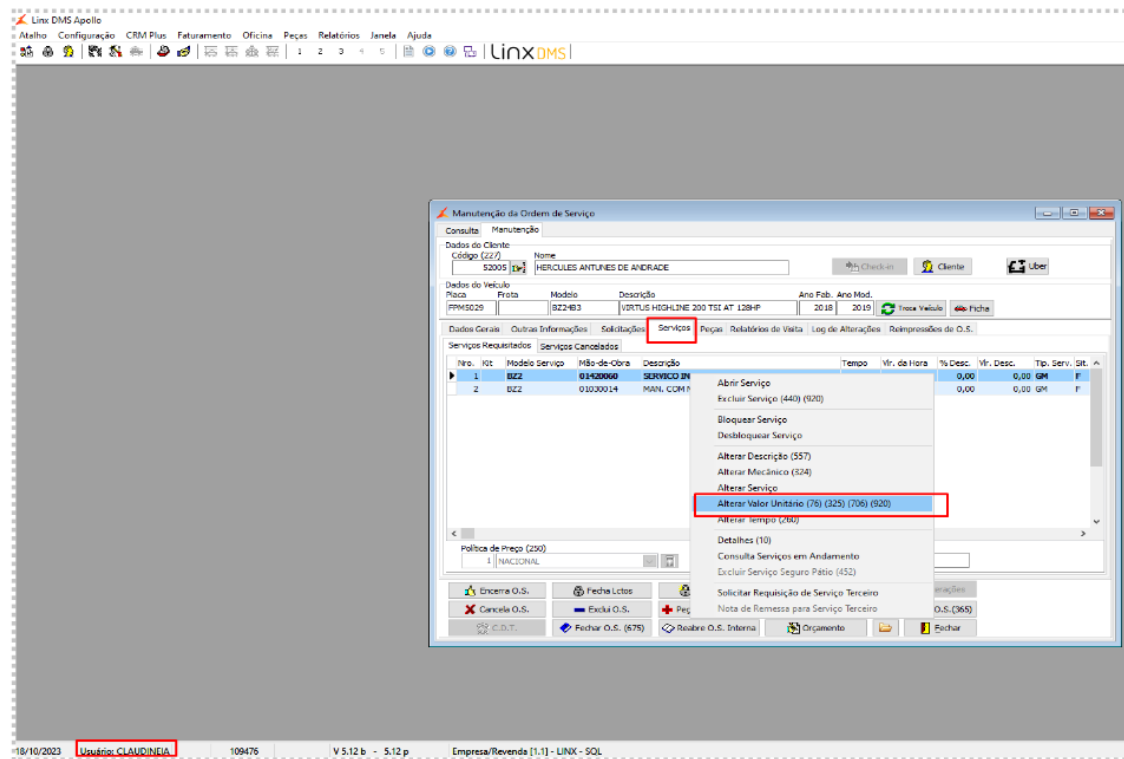 Linx DMS Apollo
Atalho Configuração CRM Plus Faturamento Oficina Peças Relatórios Janela Ajuda
1 2 3 4 5 Linx DMS
Manutenção da Ordem de Serviço
Consulta Manutenção
Dados do Cliente
Código (227) Nome
52005 HERCULES ANTUNES DE ANDRADE Check-in Cliente Uber
Dados do Veículo
Placa Frota Modelo Descrição Ano Fab. Ano Mod.
FPM5029 BZ24B3 VIRTUS HIGHLINE 200 TSI AT 128HP 2018 2019 Troca Veículo Ficha
Dados Gerais Outras Informações Solicitações Serviços Peças Relatórios de Visita Log de Alterações Reimpressões de O.S.
Serviços Requisitados Serviços Cancelados
Nro. Kit Modelo Serviço Mão-de-Obra Descrição Tempo Vlr. da Hora % Desc. Vlr. Desc. Tip. Serv. Sit.
1 BZ2 01420060 SERVICO IN 0,00 0,00 GM F
2 BZ2 01030014 MAN. COM 0,00 0,00 GM F
Abrir Serviço
Excluir Serviço (440) (920)
Bloquear Serviço
Desbloquear Serviço
Alterar Descrição (557)
Alterar Mecânico (324)
Alterar Serviço
Alterar Valor Unitário (76) (325) (706) (920)
Alterar Tempo (260)
Detalhes (10)
Consulta Serviços em Andamento
Excluir Serviço Seguro Pátio (452)
Solicitar Requisição de Serviço Terceiro
Nota de Remessa para Serviço Terceiro
Política de Preço (250)
1 NACIONAL
Encerra O.S. Fecha Lctos
Cancela O.S. Exclui O.S. Peç O.S.(365)
C.D.T. Fechar O.S. (675) Reabre O.S. Interna Orçamento Fechar
18/10/2023 Usuário: CLAUDINEIA 109476 V 5.12 b - 5.12 p Empresa/Revenda [1.1] - LINX - SQL